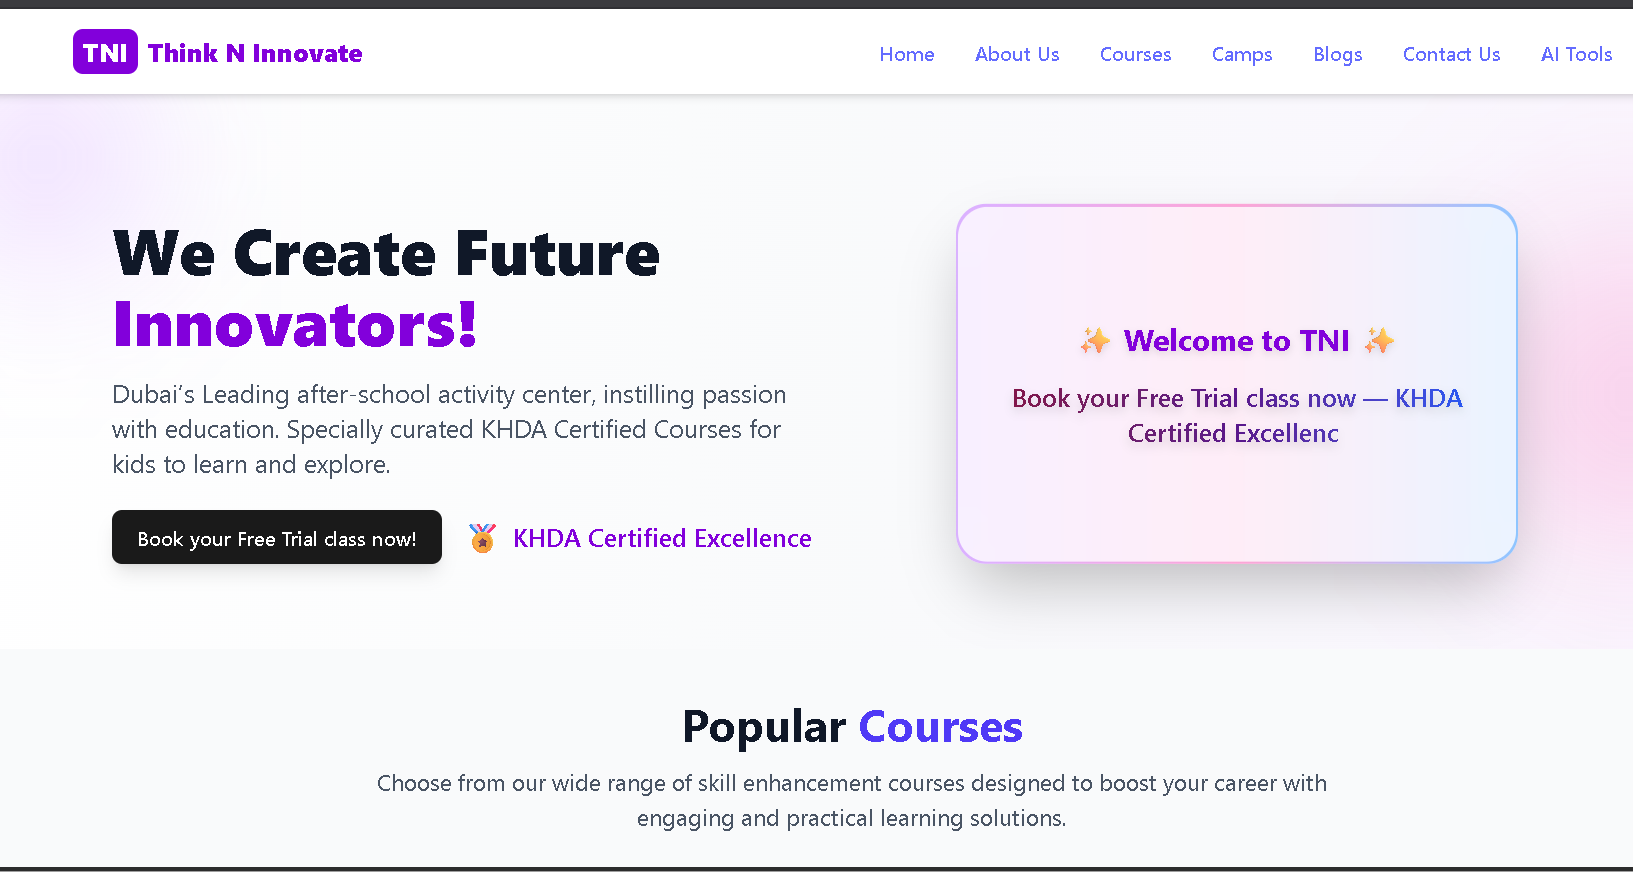 TNI Think N Innovate
Home About Us Courses Camps Blogs Contact Us AI Tools
We Create Future
Innovators!
Dubai’s Leading after-school activity center, instilling passion
with education. Specially curated KHDA Certified Courses for
kids to learn and explore.
Book your Free Trial class now!
KHDA Certified Excellence
✨ Welcome to TNI ✨
Book your Free Trial class now — KHDA
Certified Excellenc
Popular Courses
Choose from our wide range of skill enhancement courses designed to boost your career with
engaging and practical learning solutions.